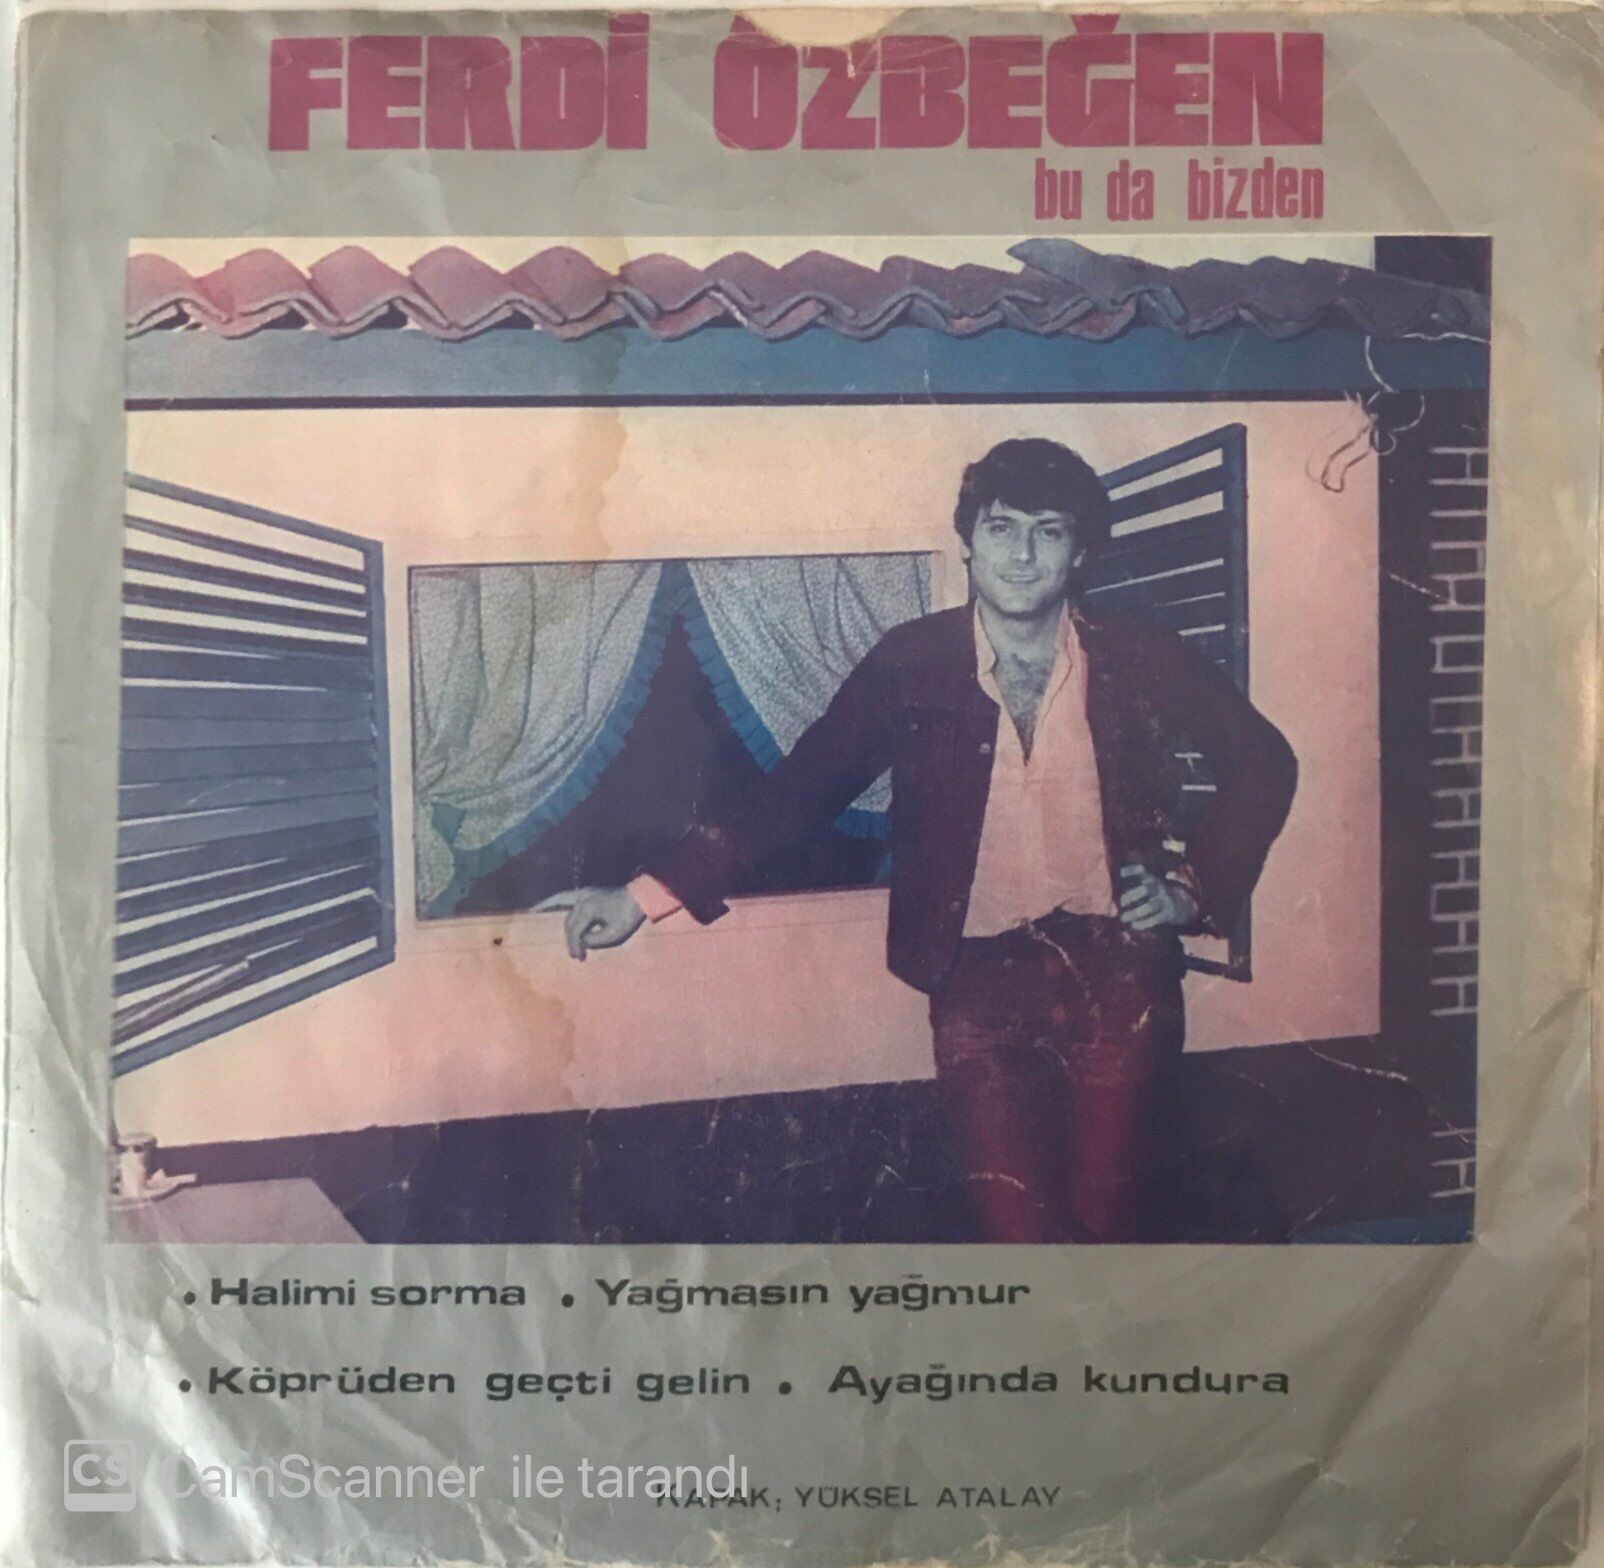 FERDİ ÖZBEĞEN
bu da bizden
• Halimi sorma • Yağmasın yağmur
• Köprüden geçti gelin • Ayağında kundura
CS CamScanner ile tarandı
KAPAK; YÜKSEL ATALAY